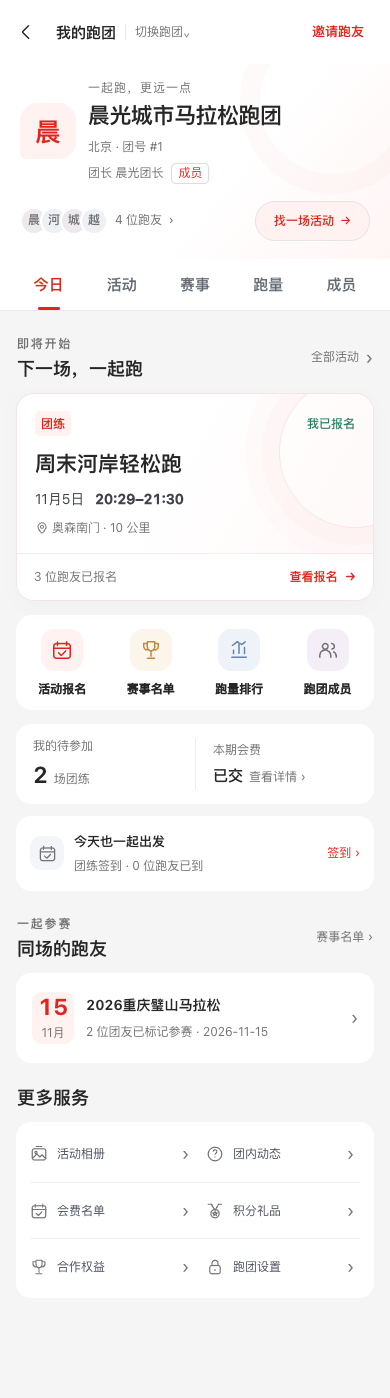 我的跑团 切换跑团 邀请跑友
一起跑，更远一点
晨
晨光城市马拉松跑团
北京 · 团号 #1
团长 晨光团长 成员
晨 河 城 越 4 位跑友 ›
找一场活动 →
今日 活动 赛事 跑量 成员
即将开始
下一场，一起跑
全部活动 ›
团练 我已报名
周末河岸轻松跑
11月5日 20:29–21:30
奥森南门 · 10 公里
3 位跑友已报名 查看报名 →
活动报名 赛事名单 跑量排行 跑团成员
我的待参加
2 场团练
本期会费
已交 查看详情 ›
今天也一起出发
团练签到 · 0 位跑友已到
签到 ›
一起参赛
同场的跑友
赛事名单 ›
15
11月
2026重庆璧山马拉松
2 位团友已标记参赛 · 2026-11-15
更多服务
活动相册 › 团内动态 ›
会费名单 › 积分礼品 ›
合作权益 › 跑团设置 ›